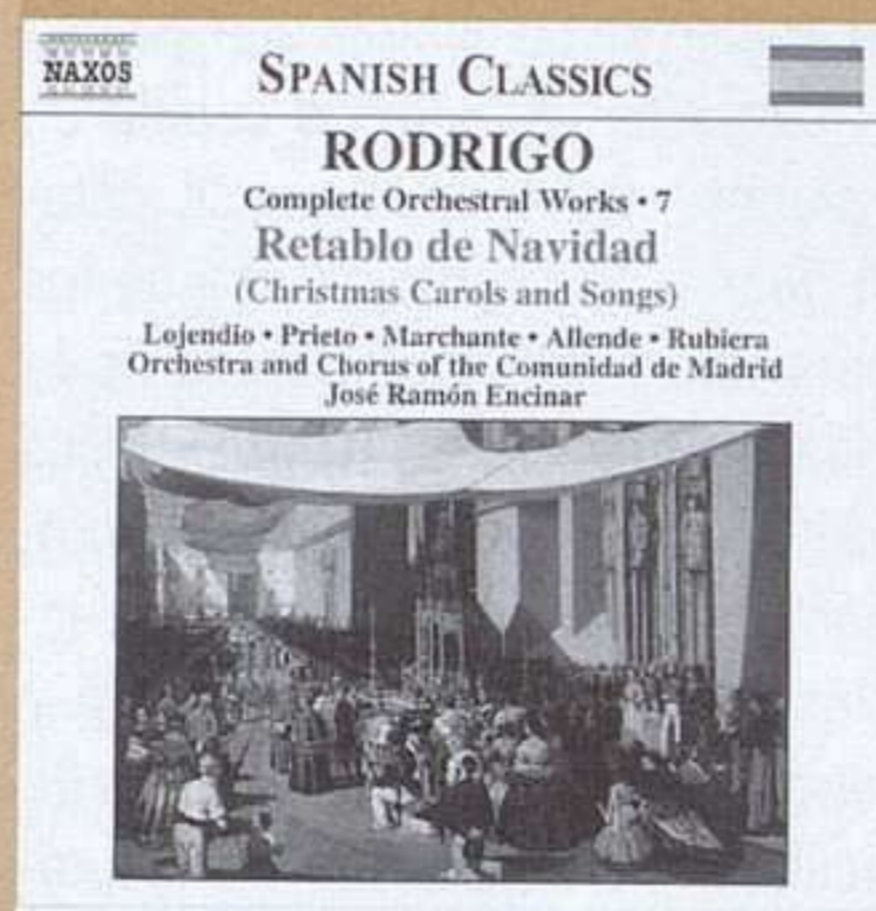 NAXOS
SPANISH CLASSICS
RODRIGO
Complete Orchestral Works • 7
Retablo de Navidad
(Christmas Carols and Songs)
Lojendio • Prieto • Marchante • Allende • Rubiera
Orchestra and Chorus of the Comunidad de Madrid
José Ramón Encinar